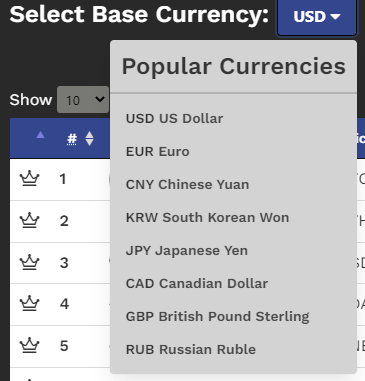 Select Base Currency: USD
Popular Currencies
Show 10
#
USD US Dollar
EUR Euro
CNY Chinese Yuan
KRW South Korean Won
JPY Japanese Yen
CAD Canadian Dollar
GBP British Pound Sterling
RUB Russian Ruble
1
2
3
4
5